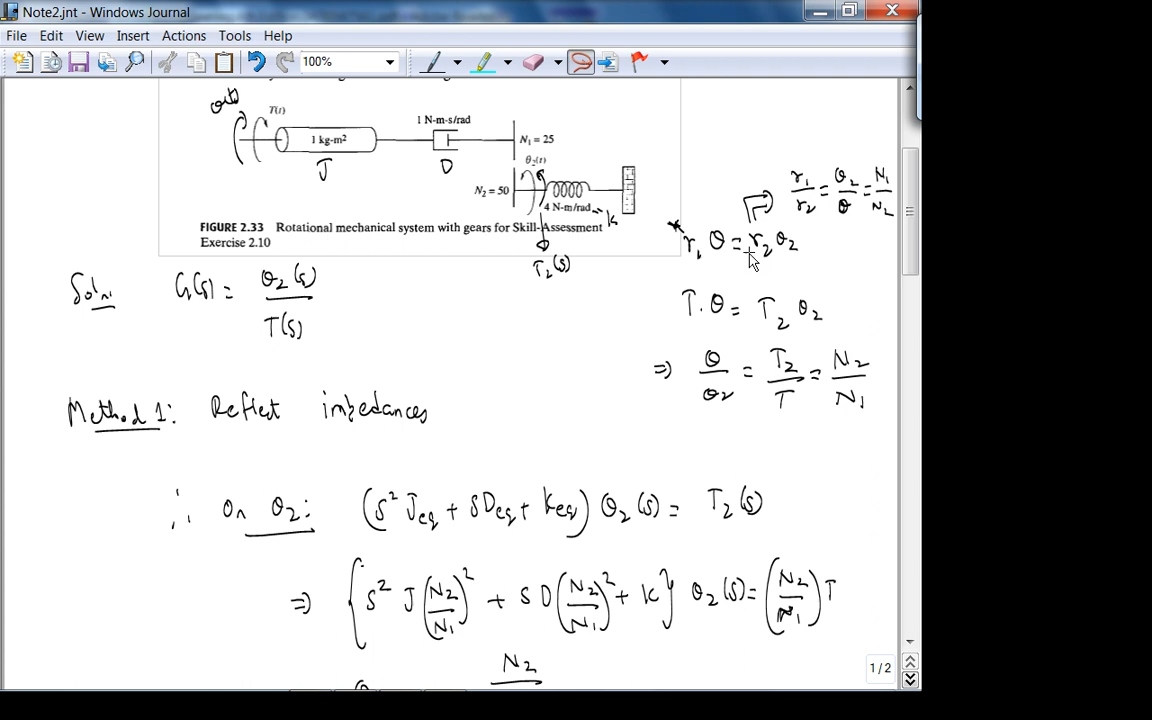 Note2.jnt - Windows Journal
File Edit View Insert Actions Tools Help
100%
θ(t)
T(t)
1 kg-m²
J
1 N-m-s/rad
D
N₁ = 25
θ₂(t)
N₂ = 50
4 N-m/rad
K
FIGURE 2.33 Rotational mechanical system with gears for Skill-Assessment
Exercise 2.10
T₂(s)
r₁/r₂ = θ₂/θ = N₁/N₂
* r₁ θ = r₂ θ₂
Soln: G(s) = θ₂(s)/T(s)
T.θ = T₂ θ₂
⇒ θ/θ₂ = T₂/T = N₂/N₁
Method 1: Reflect impedances
∴ On θ₂: (s² Jeq + sDeq + Keq) θ₂(s) = T₂(s)
⇒ {s² J (N₂/N₁)² + s D (N₂/N₁)² + K} θ₂(s) = (N₂/N₁) T
N₂
1 / 2